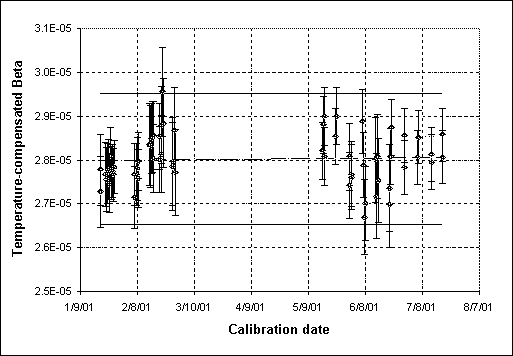 3.1E-05
3.0E-05
2.9E-05
2.8E-05
2.7E-05
2.6E-05
2.5E-05
Temperature-compensated Beta
1/9/01 2/8/01 3/10/01 4/9/01 5/9/01 6/8/01 7/8/01 8/7/01
Calibration date